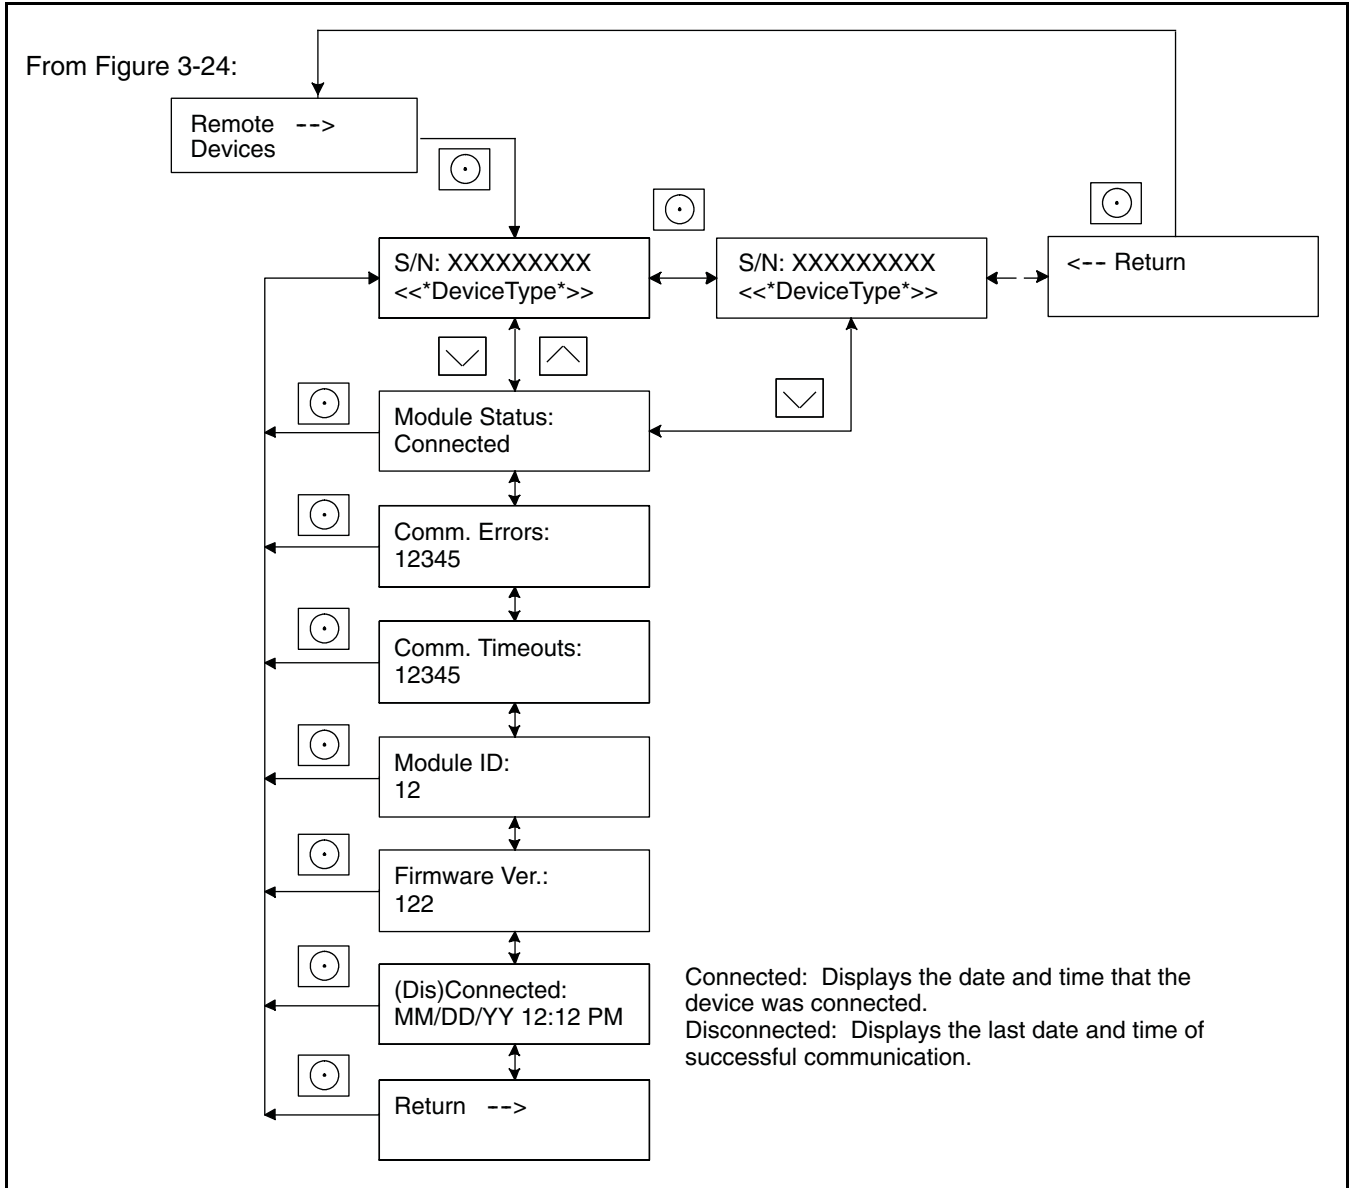 From Figure 3-24:
Remote -->
Devices
S/N: XXXXXXXXX
<<*DeviceType*>>
S/N: XXXXXXXXX
<<*DeviceType*>>
<-- Return
Module Status:
Connected
Comm. Errors:
12345
Comm. Timeouts:
12345
Module ID:
12
Firmware Ver.:
122
(Dis)Connected:
MM/DD/YY 12:12 PM
Connected: Displays the date and time that the
device was connected.
Disconnected: Displays the last date and time of
successful communication.
Return -->